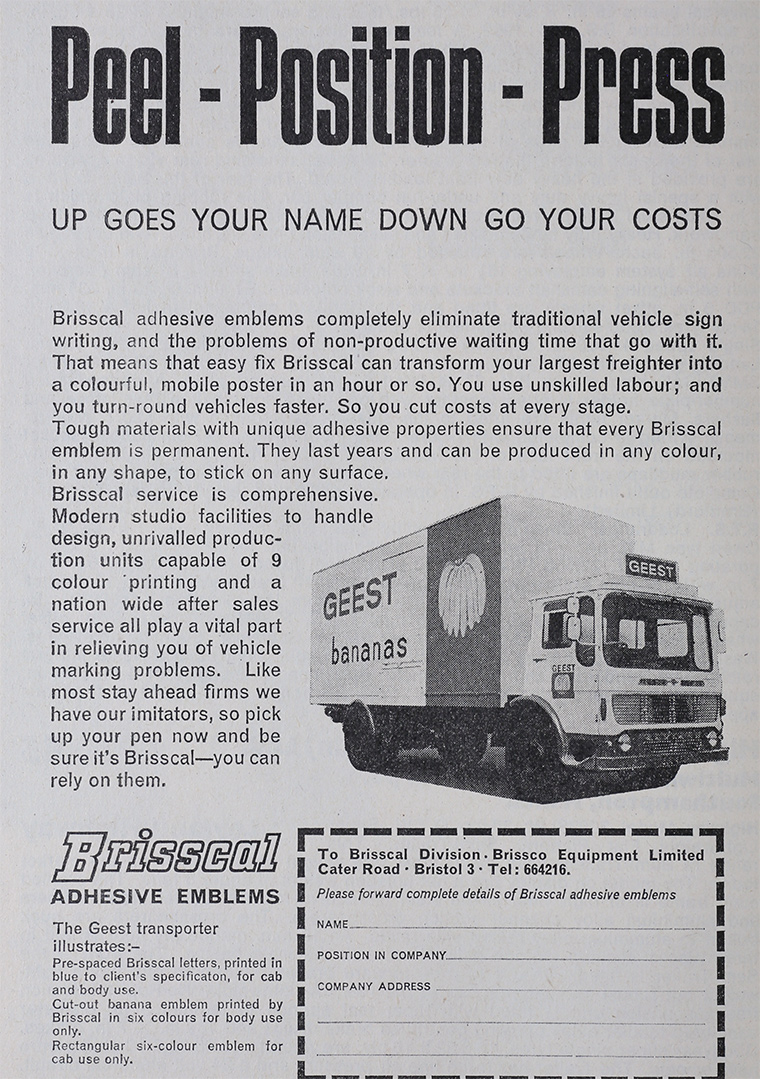 Peel - Position - Press
UP GOES YOUR NAME DOWN GO YOUR COSTS
Brisscal adhesive emblems completely eliminate traditional vehicle sign
writing, and the problems of non-productive waiting time that go with it.
That means that easy fix Brisscal can transform your largest freighter into
a colourful, mobile poster in an hour or so. You use unskilled labour; and
you turn-round vehicles faster. So you cut costs at every stage.
Tough materials with unique adhesive properties ensure that every Brisscal
emblem is permanent. They last years and can be produced in any colour,
in any shape, to stick on any surface.
Brisscal service is comprehensive.
Modern studio facilities to handle
design, unrivalled produc-
tion units capable of 9
colour printing and a
nation wide after sales
service all play a vital part
in relieving you of vehicle
marking problems. Like
most stay ahead firms we
have our imitators, so pick
up your pen now and be
sure it's Brisscal—you can
rely on them.
GEEST
bananas
GEEST
GEEST
Brisscal
ADHESIVE EMBLEMS
The Geest transporter
illustrates:–
Pre-spaced Brisscal letters, printed in
blue to client's specificaton, for cab
and body use.
Cut-out banana emblem printed by
Brisscal in six colours for body use
only.
Rectangular six-colour emblem for
cab use only.
To Brisscal Division · Brissco Equipment Limited
Cater Road · Bristol 3 · Tel: 664216.
Please forward complete details of Brisscal adhesive emblems
NAME
POSITION IN COMPANY
COMPANY ADDRESS